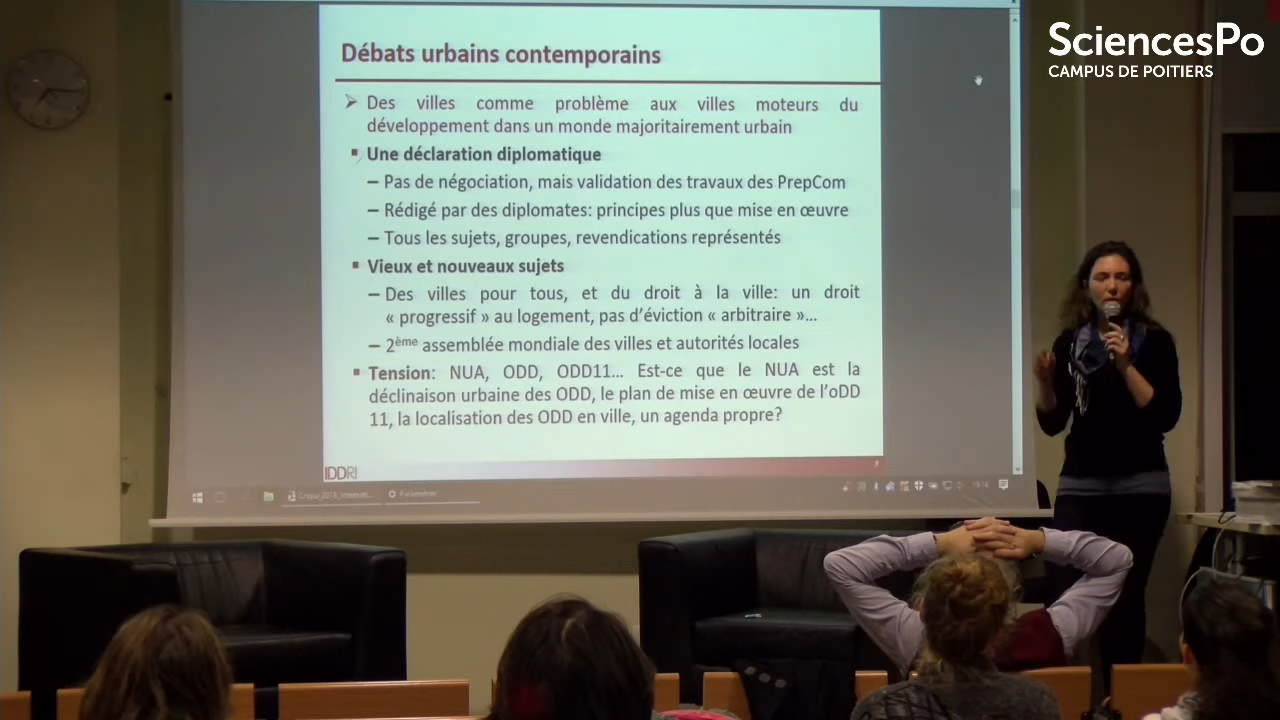 SciencesPo
CAMPUS DE POITIERS
Débats urbains contemporains
➤ Des villes comme problème aux villes moteurs du
développement dans un monde majoritairement urbain
▪ Une déclaration diplomatique
– Pas de négociation, mais validation des travaux des PrepCom
– Rédigé par des diplomates: principes plus que mise en œuvre
– Tous les sujets, groupes, revendications représentés
▪ Vieux et nouveaux sujets
– Des villes pour tous, et du droit à la ville: un droit
« progressif » au logement, pas d’éviction « arbitraire »…
– 2ème assemblée mondiale des villes et autorités locales
▪ Tension: NUA, ODD, ODD11… Est-ce que le NUA est la
déclinaison urbaine des ODD, le plan de mise en œuvre de l’oDD
11, la localisation des ODD en ville, un agenda propre?
IDDRI